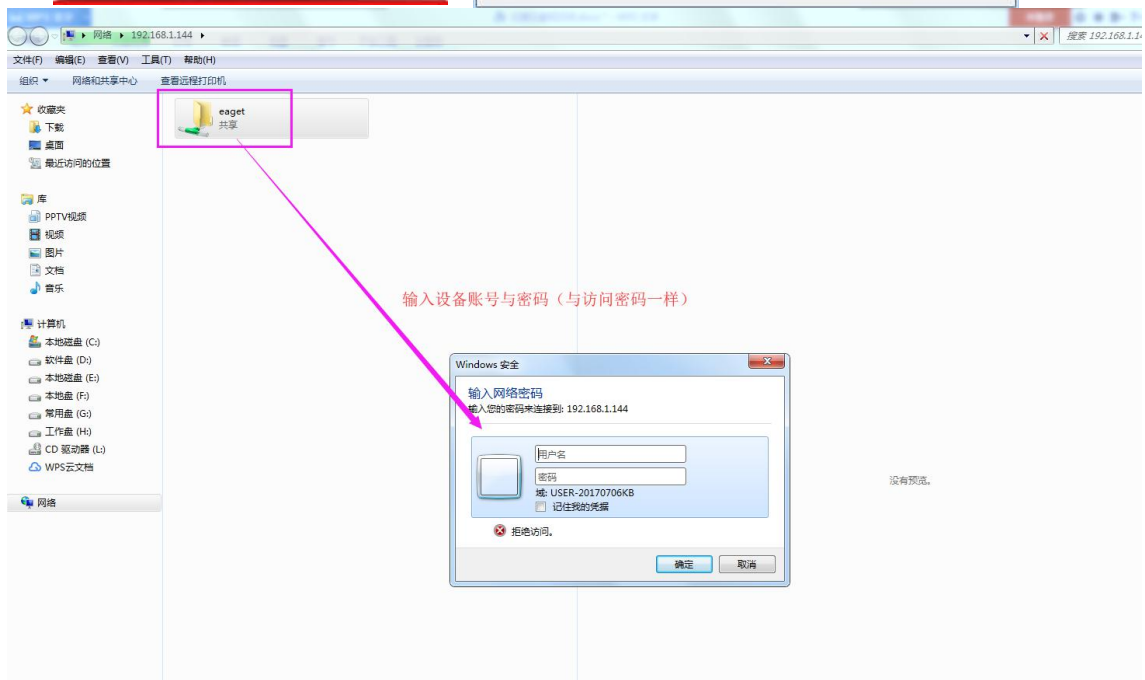 网络 ▸ 192.168.1.144 ▸
搜索 192.168.1.14
文件(F) 编辑(E) 查看(V) 工具(T) 帮助(H)
组织 网络和共享中心 查看远程打印机
收藏夹
下载
桌面
最近访问的位置
库
PPTV视频
视频
图片
文档
音乐
计算机
本地磁盘 (C:)
软件盘 (D:)
本地磁盘 (E:)
本地盘 (F:)
常用盘 (G:)
工作盘 (H:)
CD 驱动器 (L:)
WPS云文档
网络
eaget
共享
输入设备账号与密码（与访问密码一样）
Windows 安全
输入网络密码
输入您的密码来连接到: 192.168.1.144
用户名
密码
域: USER-20170706KB
记住我的凭据
拒绝访问。
确定 取消
没有预览。